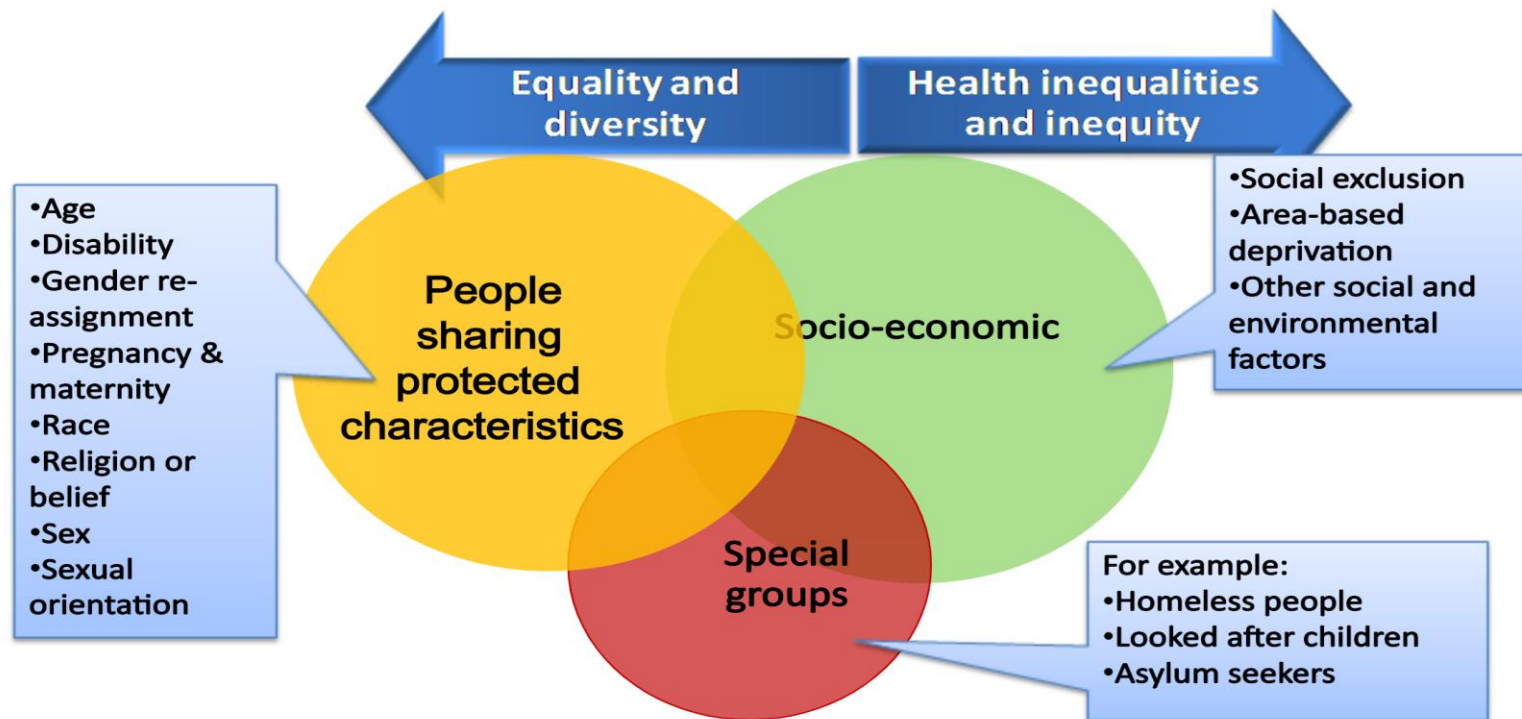 Equality and
diversity
Health inequalities
and inequity
•Age
•Disability
•Gender re-
assignment
•Pregnancy &
maternity
•Race
•Religion or
belief
•Sex
•Sexual
orientation
People
sharing
protected
characteristics
Socio-economic
•Social exclusion
•Area-based
deprivation
•Other social and
environmental
factors
Special
groups
For example:
•Homeless people
•Looked after children
•Asylum seekers